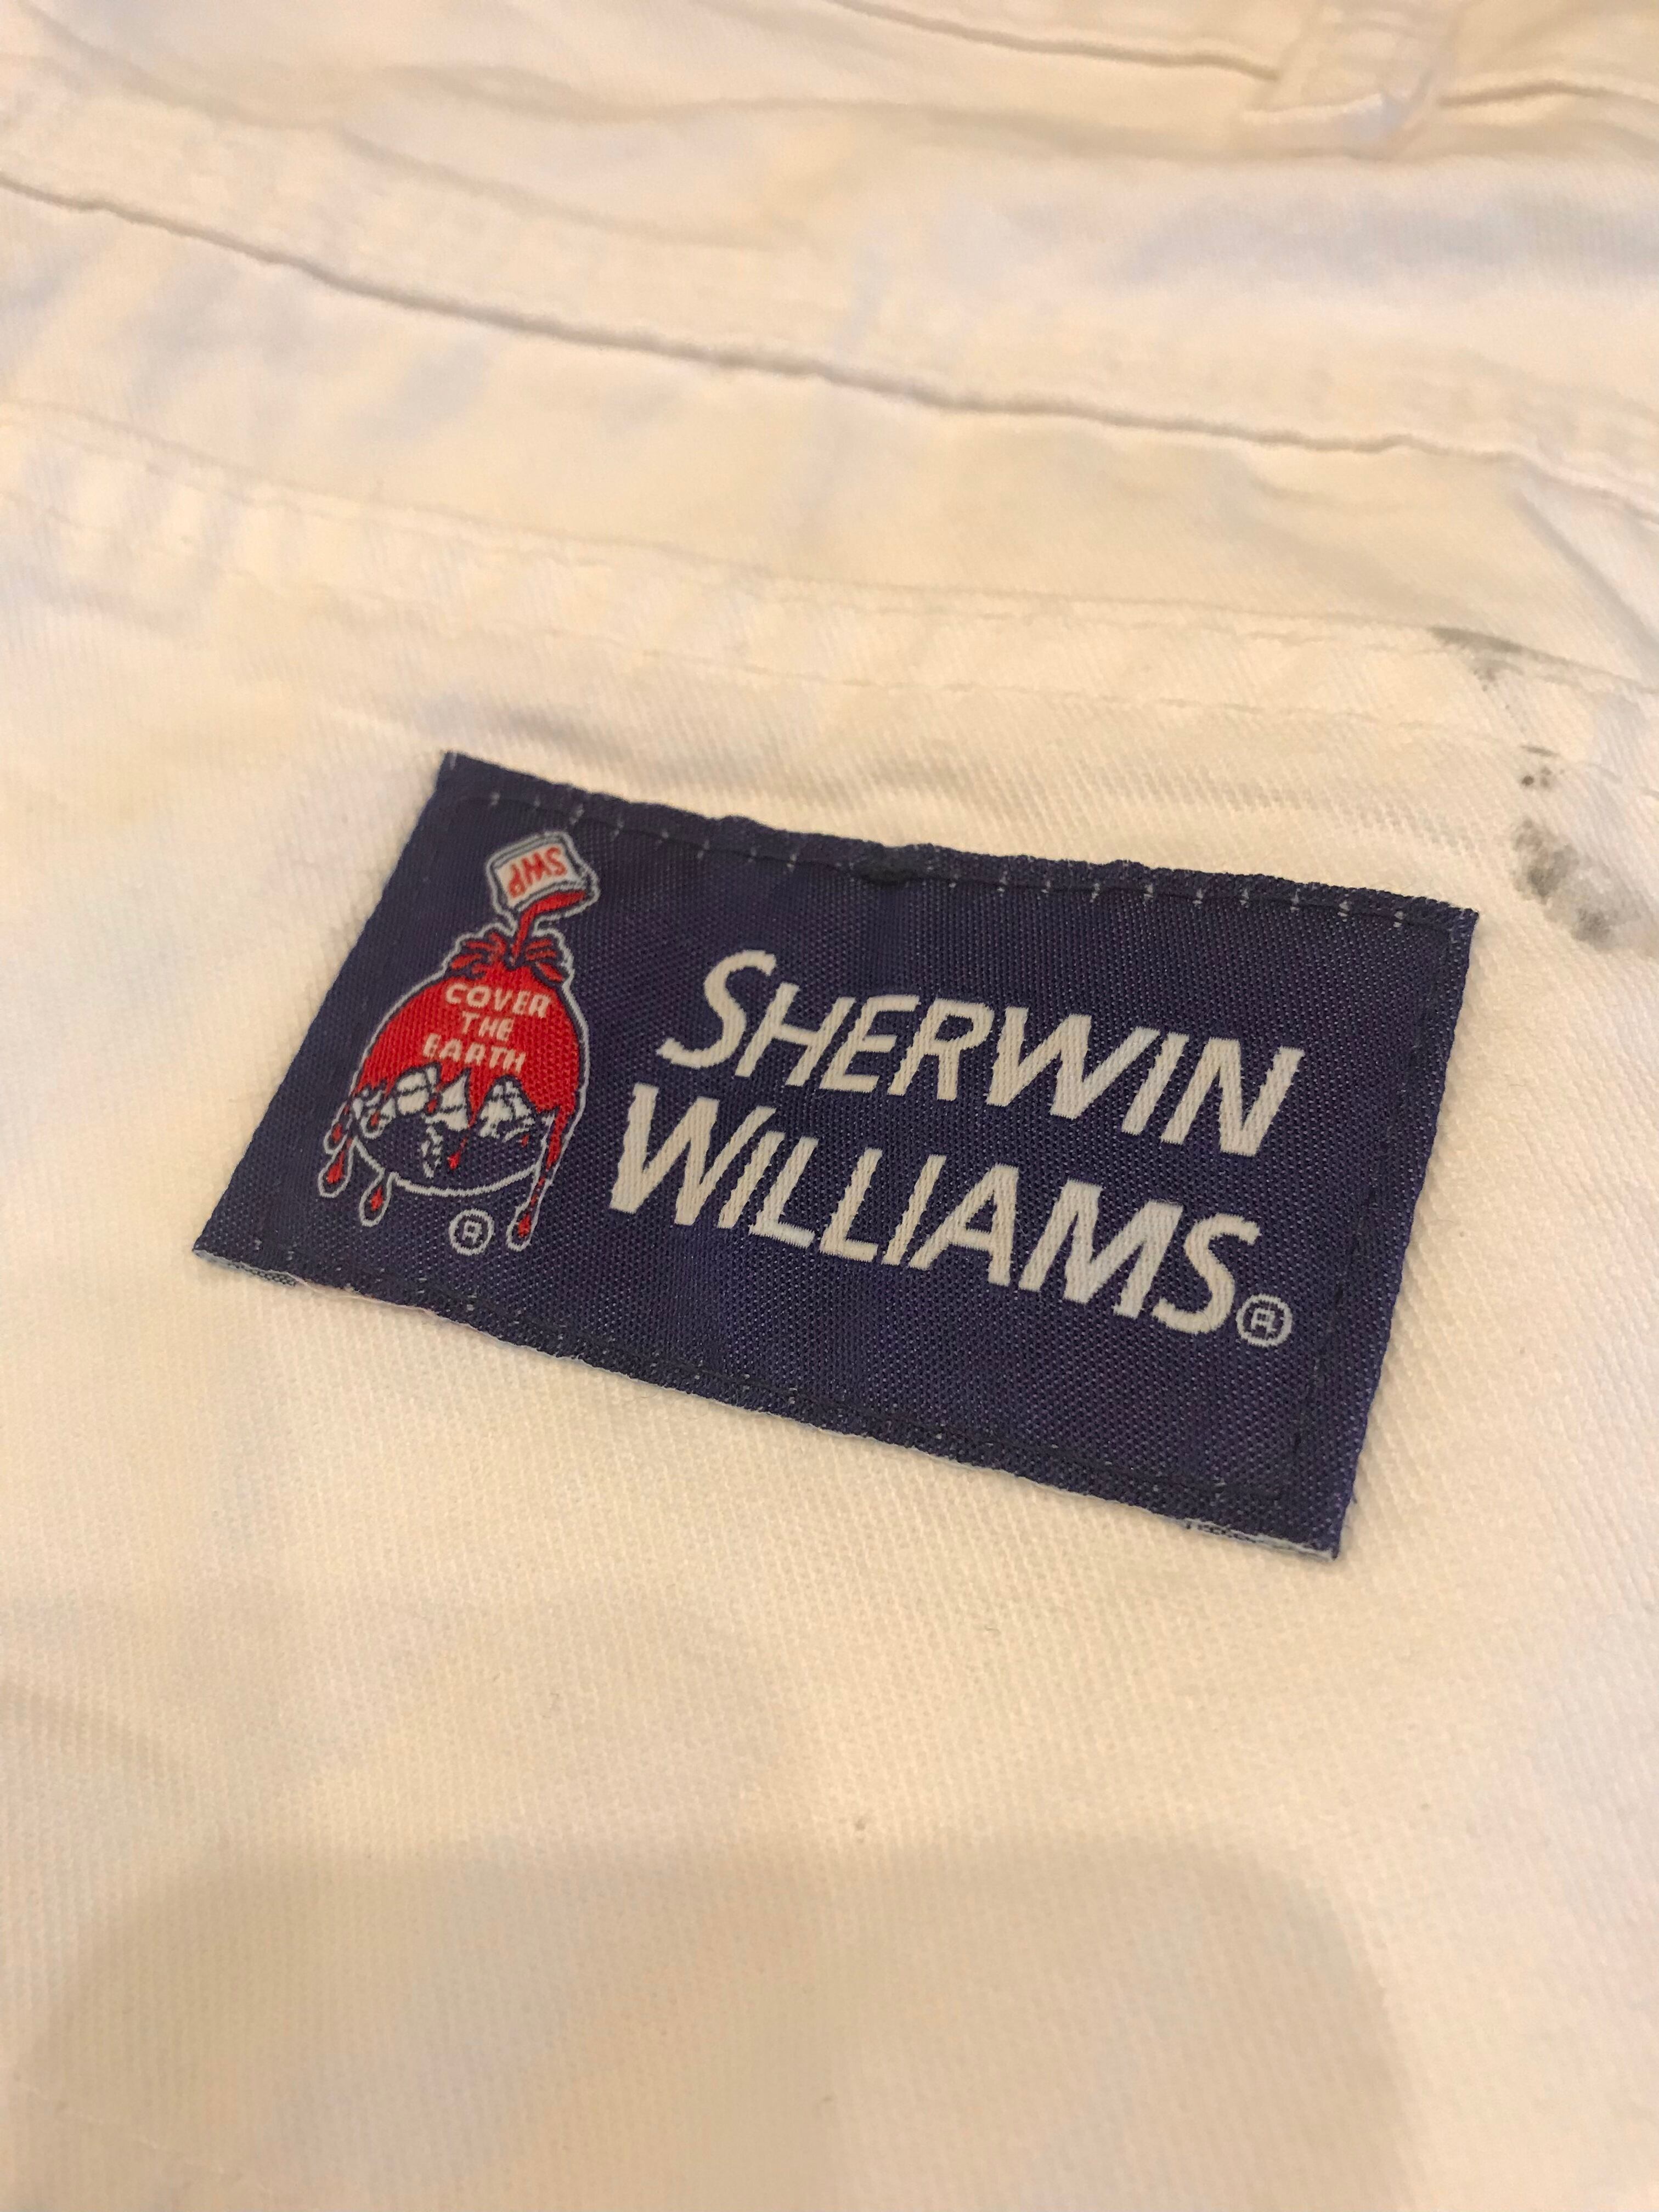 SWP
COVER
THE
EARTH
®
SHERWIN
WILLIAMS®